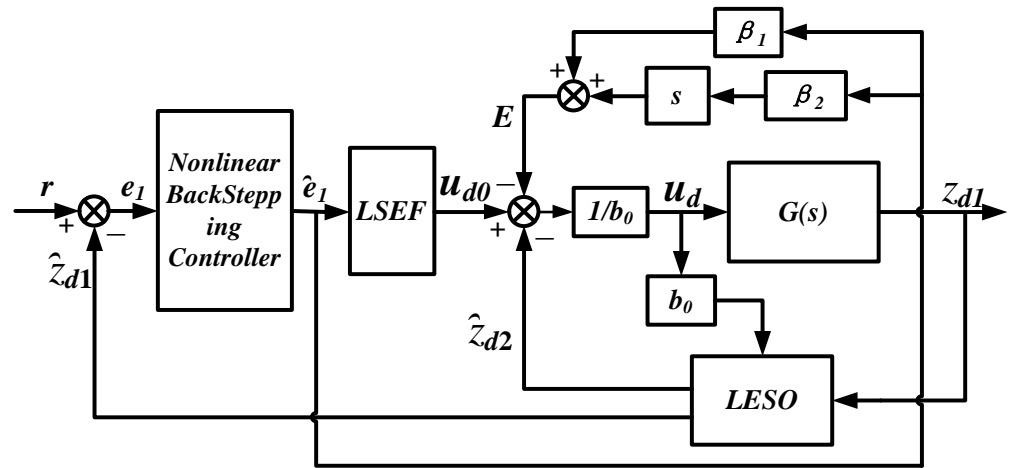 β1
+
+
s
β2
E
Nonlinear
BackStepp
ing
Controller
r
e1
ê1
LSEF
ud0
−
1/b0
ud
G(s)
zd1
+
−
+
−
ẑd1
b0
ẑd2
LESO